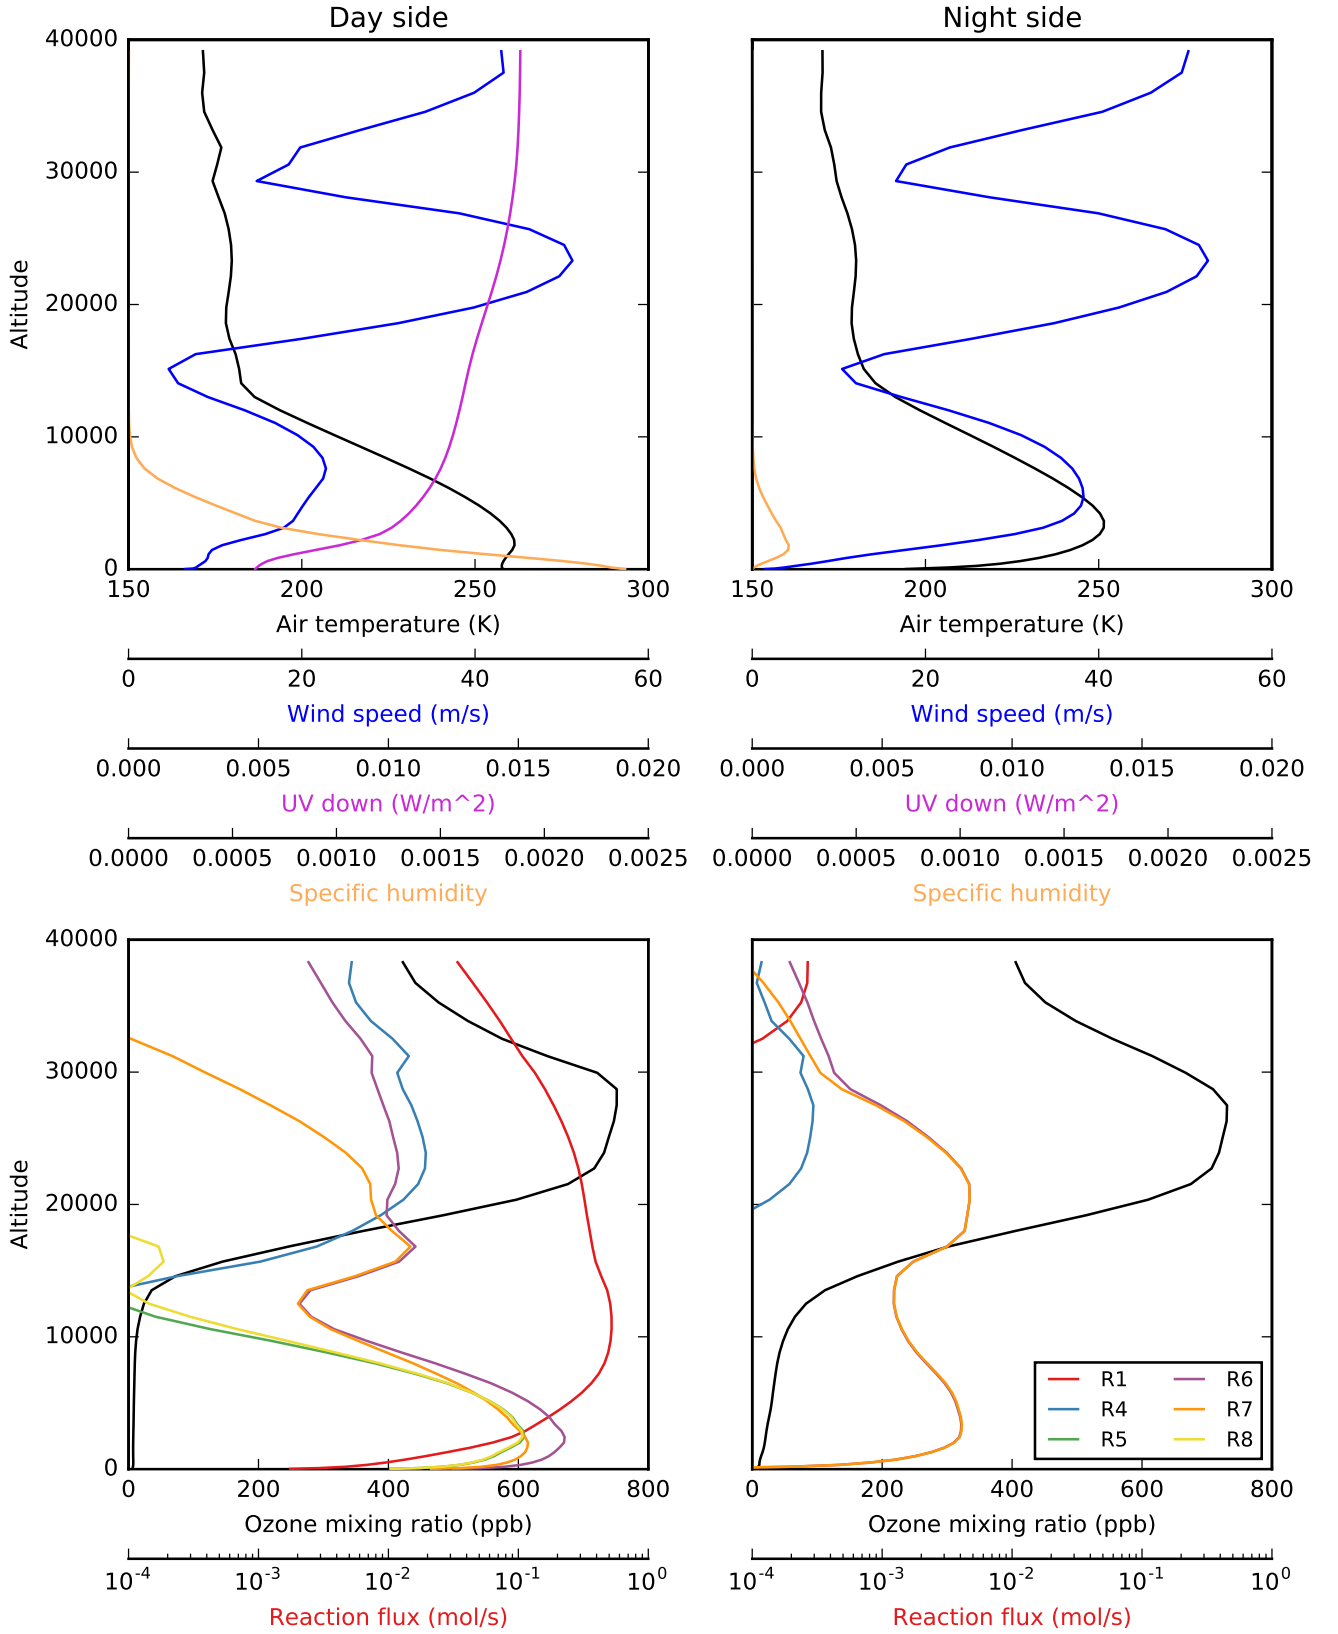 Day side
Night side
40000
30000
20000
10000
0
Altitude
150 200 250 300
Air temperature (K)
0 20 40 60
Wind speed (m/s)
0.000 0.005 0.010 0.015 0.020
UV down (W/m^2)
0.0000 0.0005 0.0010 0.0015 0.0020 0.0025
Specific humidity
150 200 250 300
Air temperature (K)
0 20 40 60
Wind speed (m/s)
0.000 0.005 0.010 0.015 0.020
UV down (W/m^2)
0.0000 0.0005 0.0010 0.0015 0.0020 0.0025
Specific humidity
40000
30000
20000
10000
0
Altitude
0 200 400 600 800
Ozone mixing ratio (ppb)
10-4 10-3 10-2 10-1 100
Reaction flux (mol/s)
R1 R6
R4 R7
R5 R8
0 200 400 600 800
Ozone mixing ratio (ppb)
10-4 10-3 10-2 10-1 100
Reaction flux (mol/s)